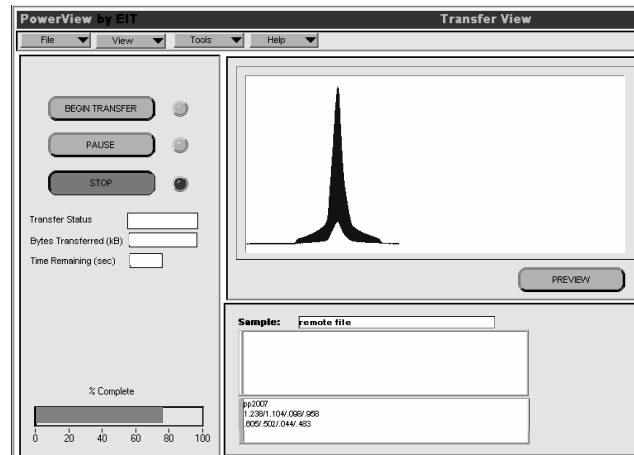 PowerView by EIT
Transfer View
File View Tools Help
BEGIN TRANSFER
PAUSE
STOP
Transfer Status
Bytes Transferred (kB)
Time Remaining (sec)
% Complete
0 20 40 60 80 100
PREVIEW
Sample: remote file
pp2007
1.238/1.104/.098/.958
.605/.502/.044/.483